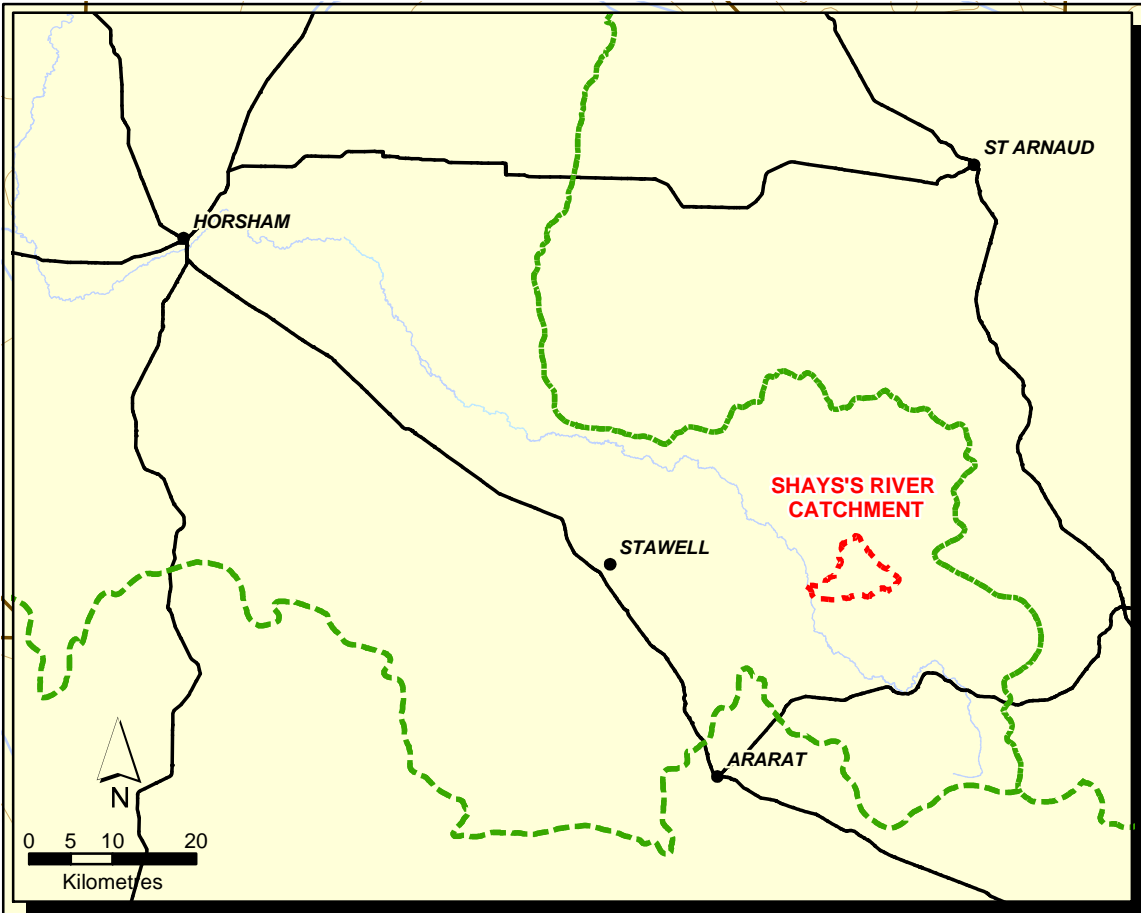 ST ARNAUD
HORSHAM
SHAYS'S RIVER
CATCHMENT
STAWELL
ARARAT
N
0 5 10 20
Kilometres